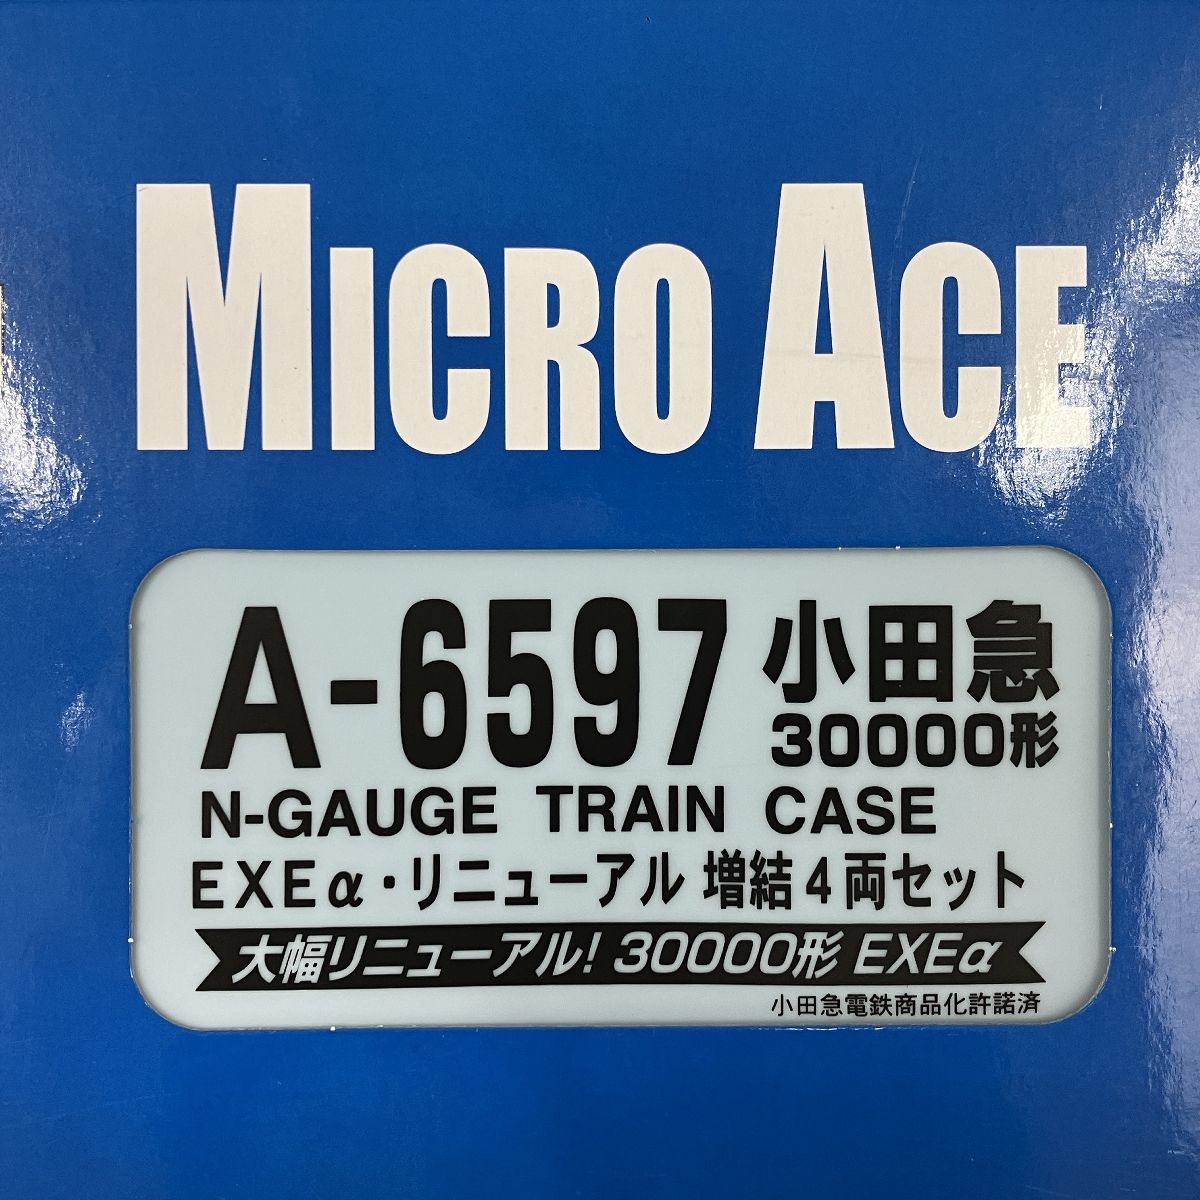 MICRO ACE
A-6597 小田急
30000形
N-GAUGE TRAIN CASE
EXEα・リニューアル 増結4両セット
大幅リニューアル! 30000形 EXEα
小田急電鉄商品化許諾済